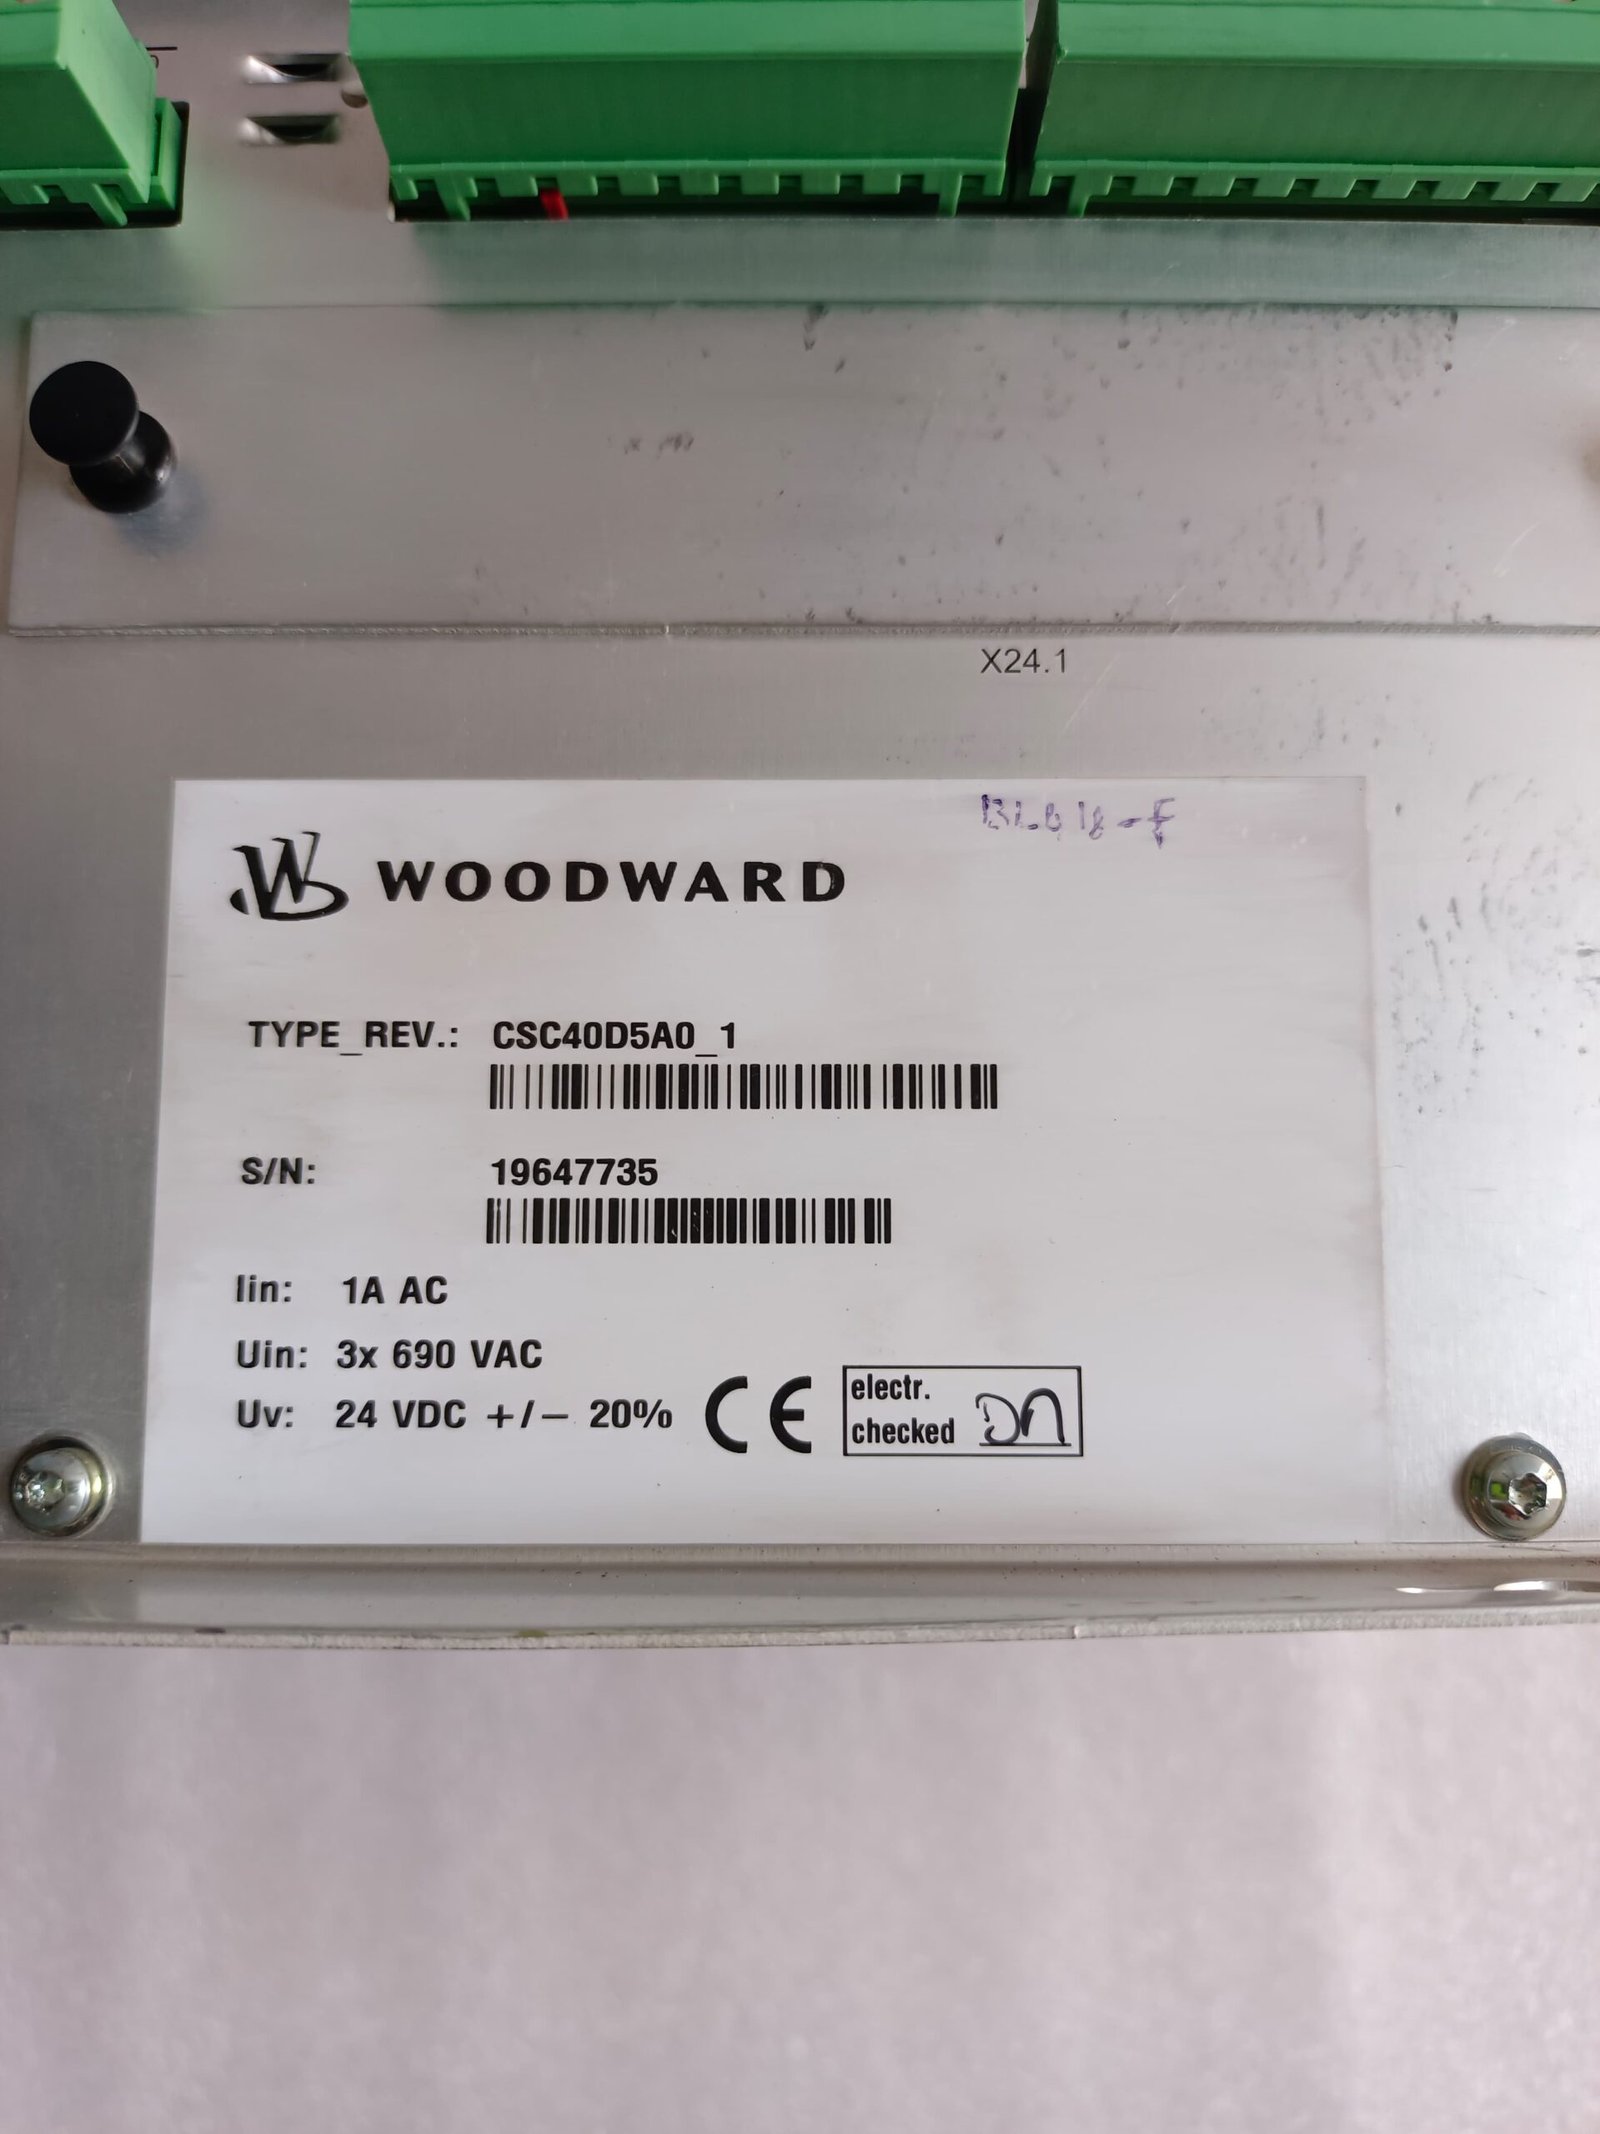 X24.1
WOODWARD
TYPE_REV.: CSC40D5A0_1
S/N: 19647735
Iin: 1A AC
Uin: 3x 690 VAC
Uv: 24 VDC +/− 20%
CE
electr.
checked